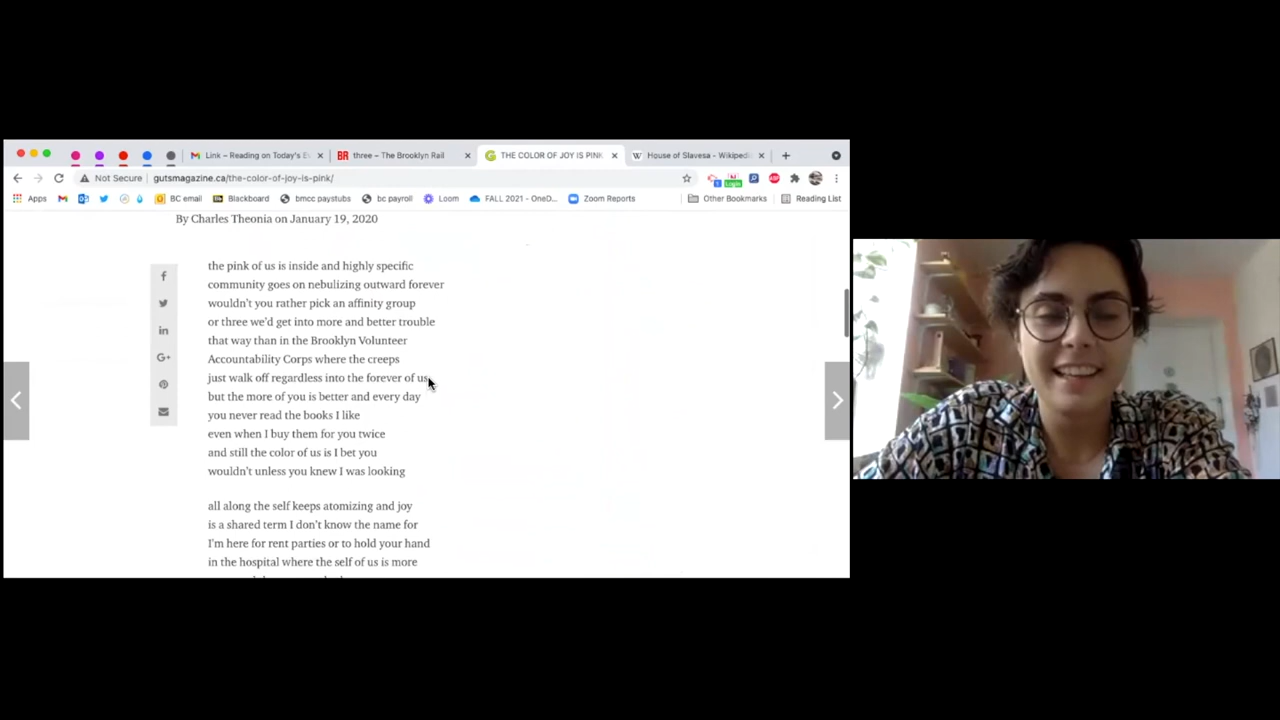 Link – Reading on Today's E
three – The Brooklyn Rail
THE COLOR OF JOY IS PINK
House of Slavesa - Wikipedi
Not Secure
gutsmagazine.ca/the-color-of-joy-is-pink/
Login
ABP
Apps
BC email
Blackboard
bmcc paystubs
bc payroll
Loom
FALL 2021 - OneD...
Zoom Reports
Other Bookmarks
Reading List
By Charles Theonia on January 19, 2020
the pink of us is inside and highly specific
community goes on nebulizing outward forever
wouldn't you rather pick an affinity group
or three we'd get into more and better trouble
that way than in the Brooklyn Volunteer
Accountability Corps where the creeps
just walk off regardless into the forever of us
but the more of you is better and every day
you never read the books I like
even when I buy them for you twice
and still the color of us is I bet you
wouldn't unless you knew I was looking
all along the self keeps atomizing and joy
is a shared term I don't know the name for
I'm here for rent parties or to hold your hand
in the hospital where the self of us is more